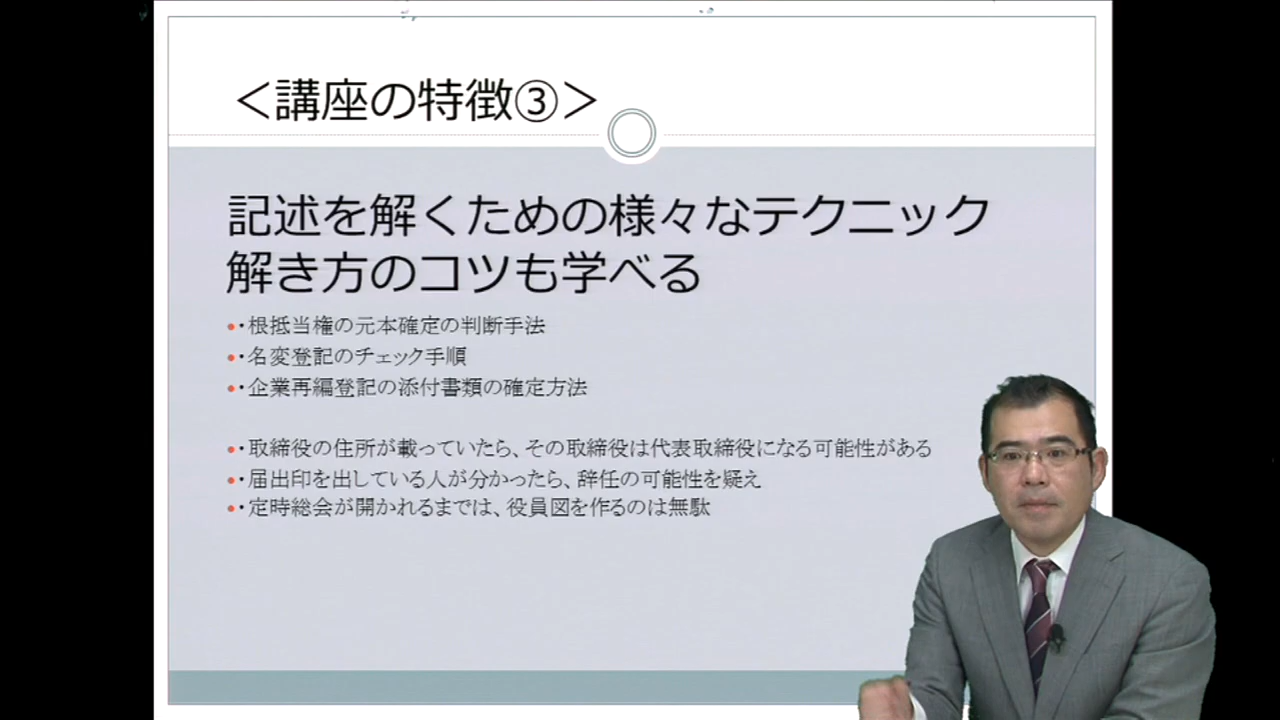 ＜講座の特徴③＞
記述を解くための様々なテクニック
解き方のコツも学べる
・根抵当権の元本確定の判断手法
・名変登記のチェック手順
・企業再編登記の添付書類の確定方法
・取締役の住所が載っていたら、その取締役は代表取締役になる可能性がある
・届出印を出している人が分かったら、辞任の可能性を疑え
・定時総会が開かれるまでは、役員図を作るのは無駄